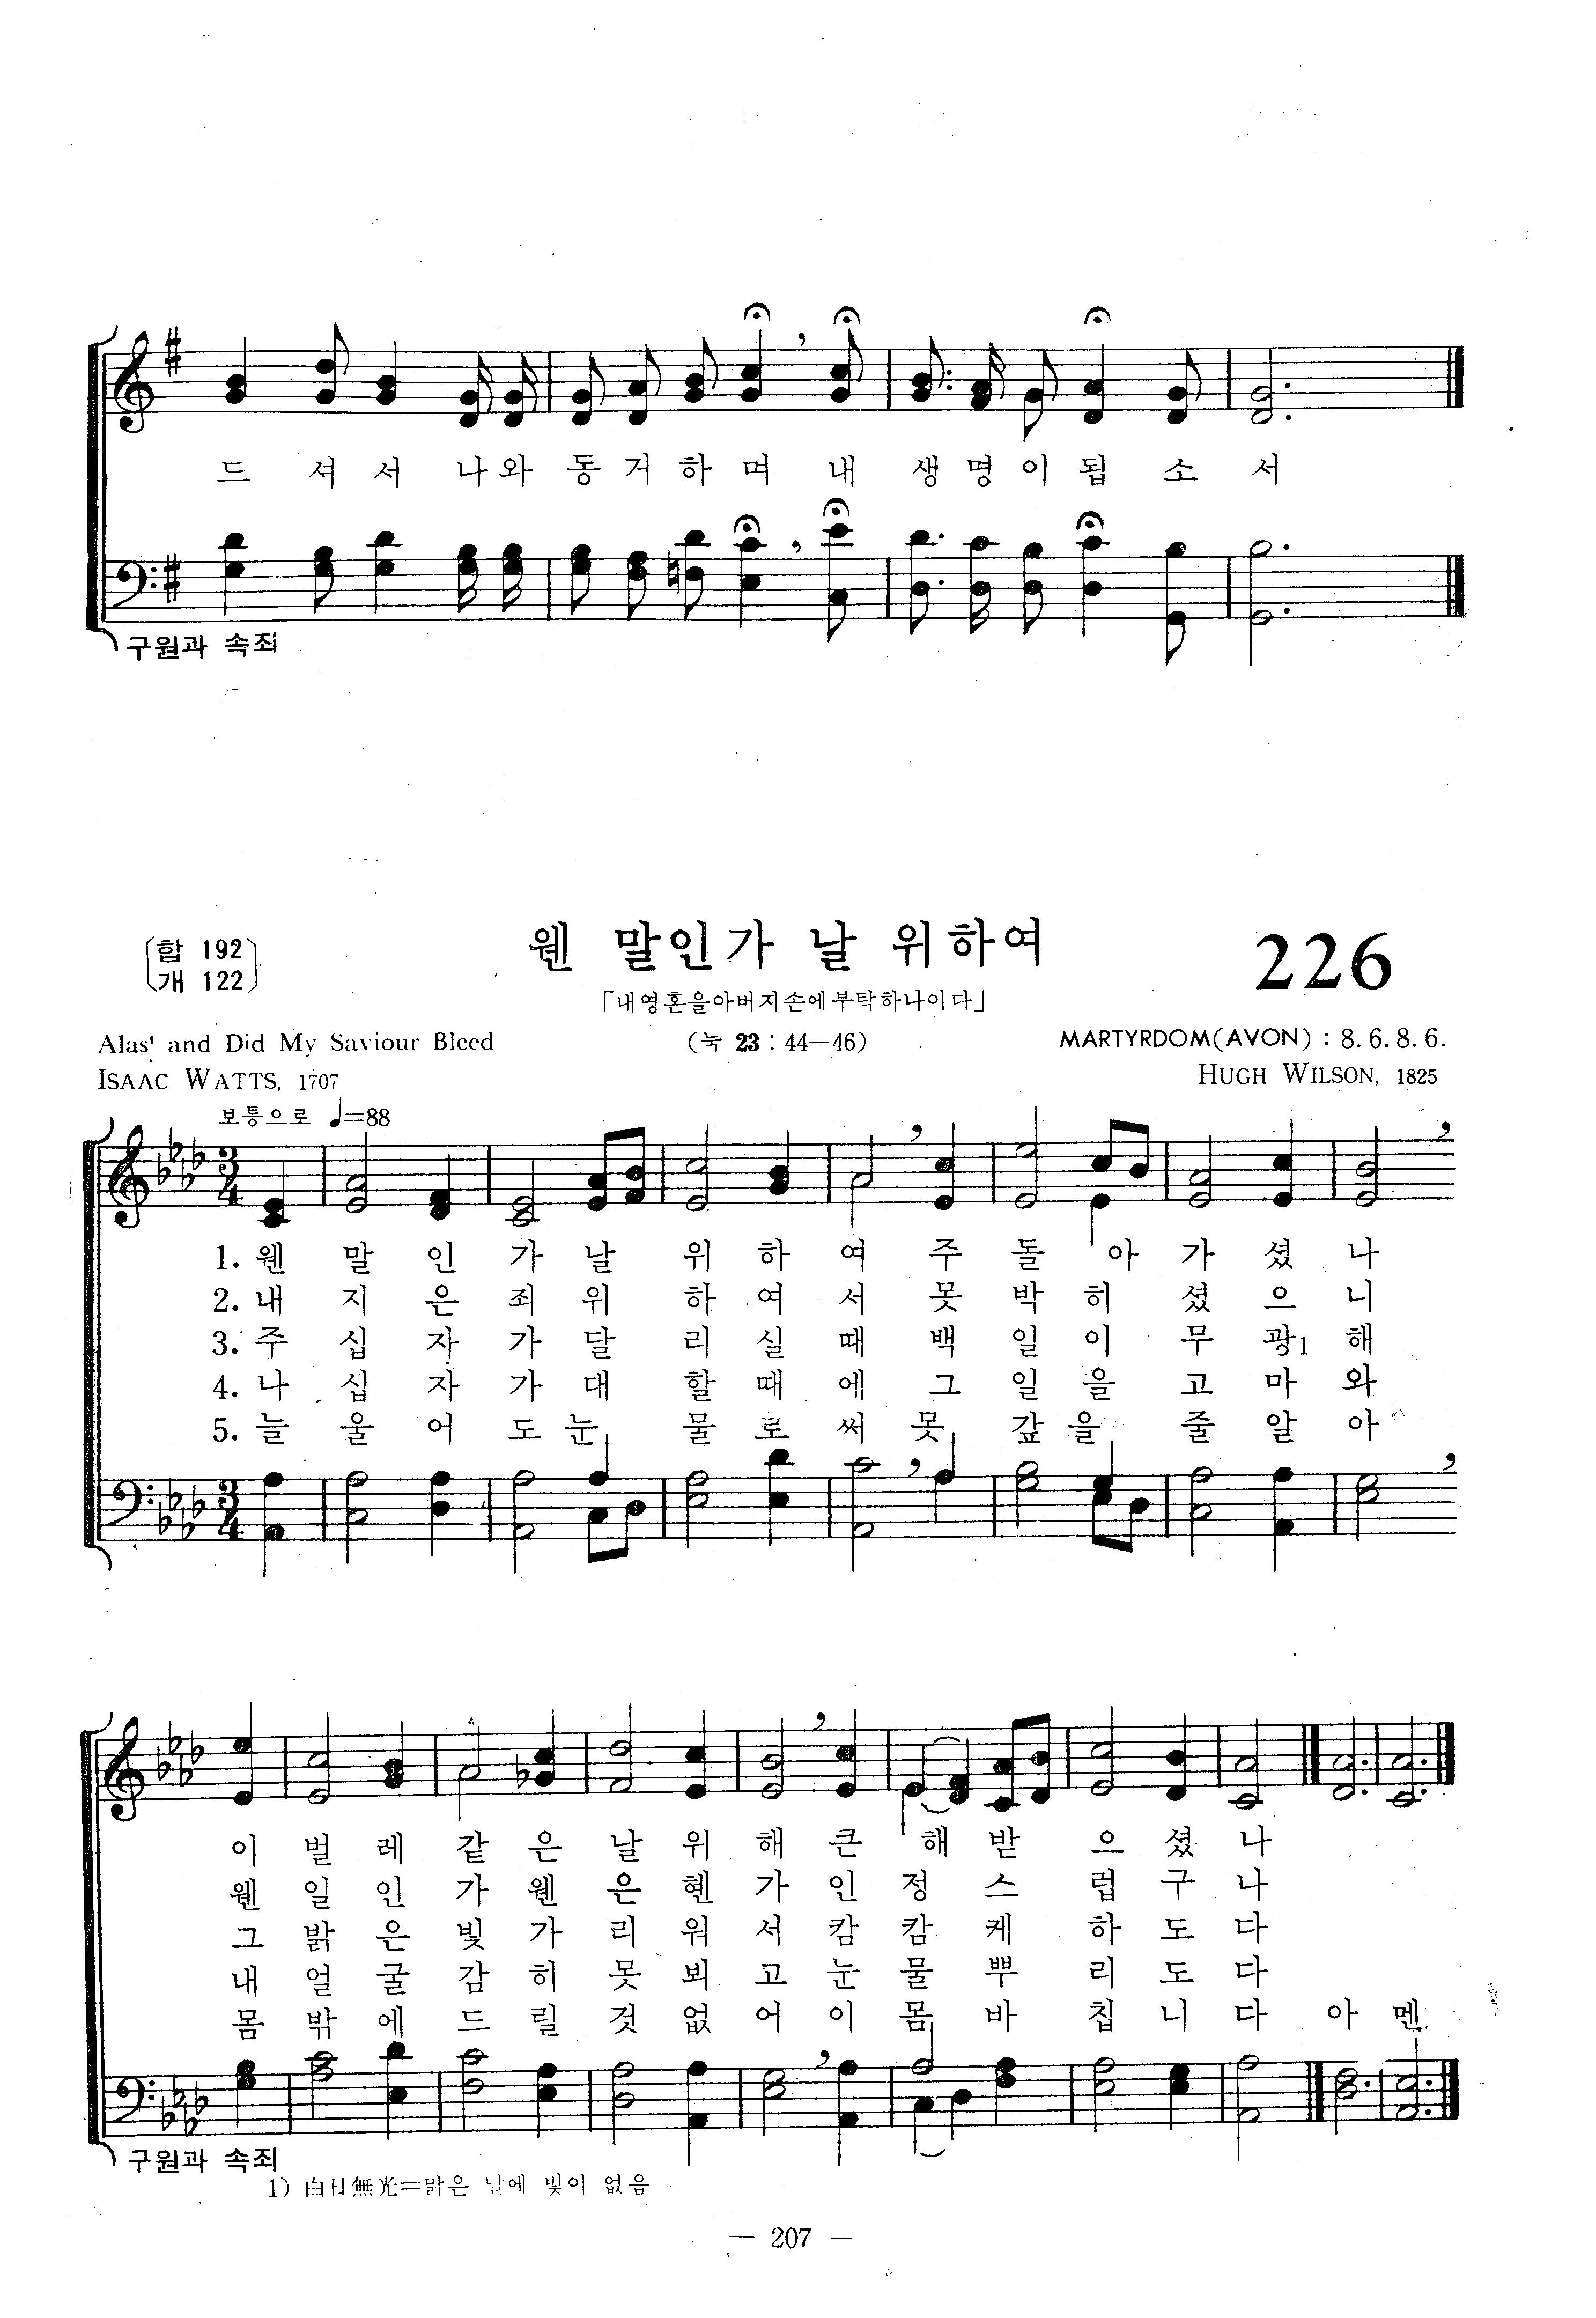 드 셔 서 나 와 동 거 하 며 내 생 명 이 됩 소 서
구원과 속죄
합 192
개 122
웬 말인가 날 위하여
226
「내영혼을아버지손에부탁하나이다」
Alas! and Did My Saviour Bleed
(눅 23 : 44—46)
MARTYRDOM(AVON) : 8. 6. 8. 6.
ISAAC WATTS, 1707
HUGH WILSON, 1825
보통으로 ♩=88
1. 웬 말 인 가 날 위 하 여 주 돌 아 가 셨 나
2. 내 지 은 죄 위 하 여 서 못 박 히 셨 으 니
3. 주 십 자 가 달 리 실 때 백 일 이 무 광1 해
4. 나 십 자 가 대 할 때 에 그 일 을 고 마 와
5. 늘 울 어 도 눈 물 로 써 못 갚 을 줄 알 아
이 벌 레 같 은 날 위 해 큰 해 받 으 셨 나
웬 일 인 가 웬 은 혠 가 인 정 스 럽 구 나
그 밝 은 빛 가 리 워 서 캄 캄 케 하 도 다
내 얼 굴 감 히 못 뵈 고 눈 물 뿌 리 도 다
몸 밖 에 드 릴 것 없 어 이 몸 바 칩 니 다 아 멘
구원과 속죄
1) 白日無光=맑은 날에 빛이 없음
— 207 —